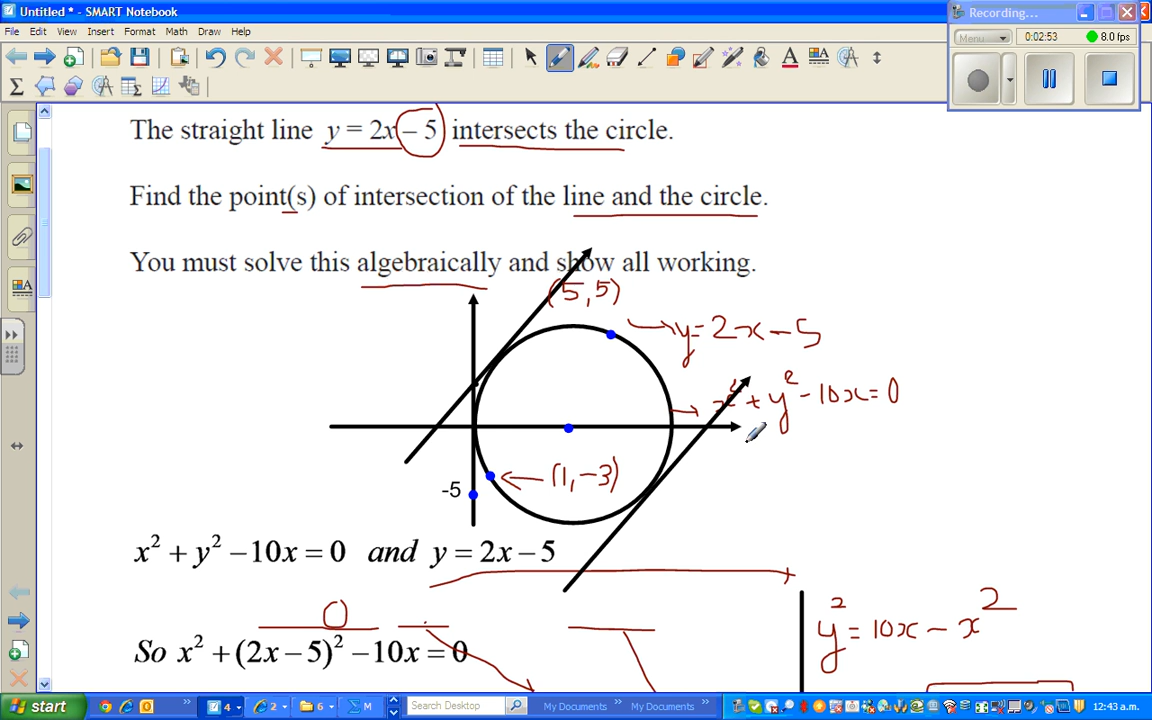 Untitled * - SMART Notebook
Recording...
File Edit View Insert Format Math Draw Help
Menu 0:02:53 8.0 fps
The straight line y = 2x – 5 intersects the circle.
Find the point(s) of intersection of the line and the circle.
You must solve this algebraically and show all working.
(5,5)
y=2x-5
x² + y² - 10x = 0
(1,-3)
-5
x² + y² – 10x = 0 and y = 2x – 5
0
y² = 10x - x²
So x² + (2x – 5)² – 10x = 0
start 4 2 6 M Search Desktop My Documents My Documents 12:43 a.m.